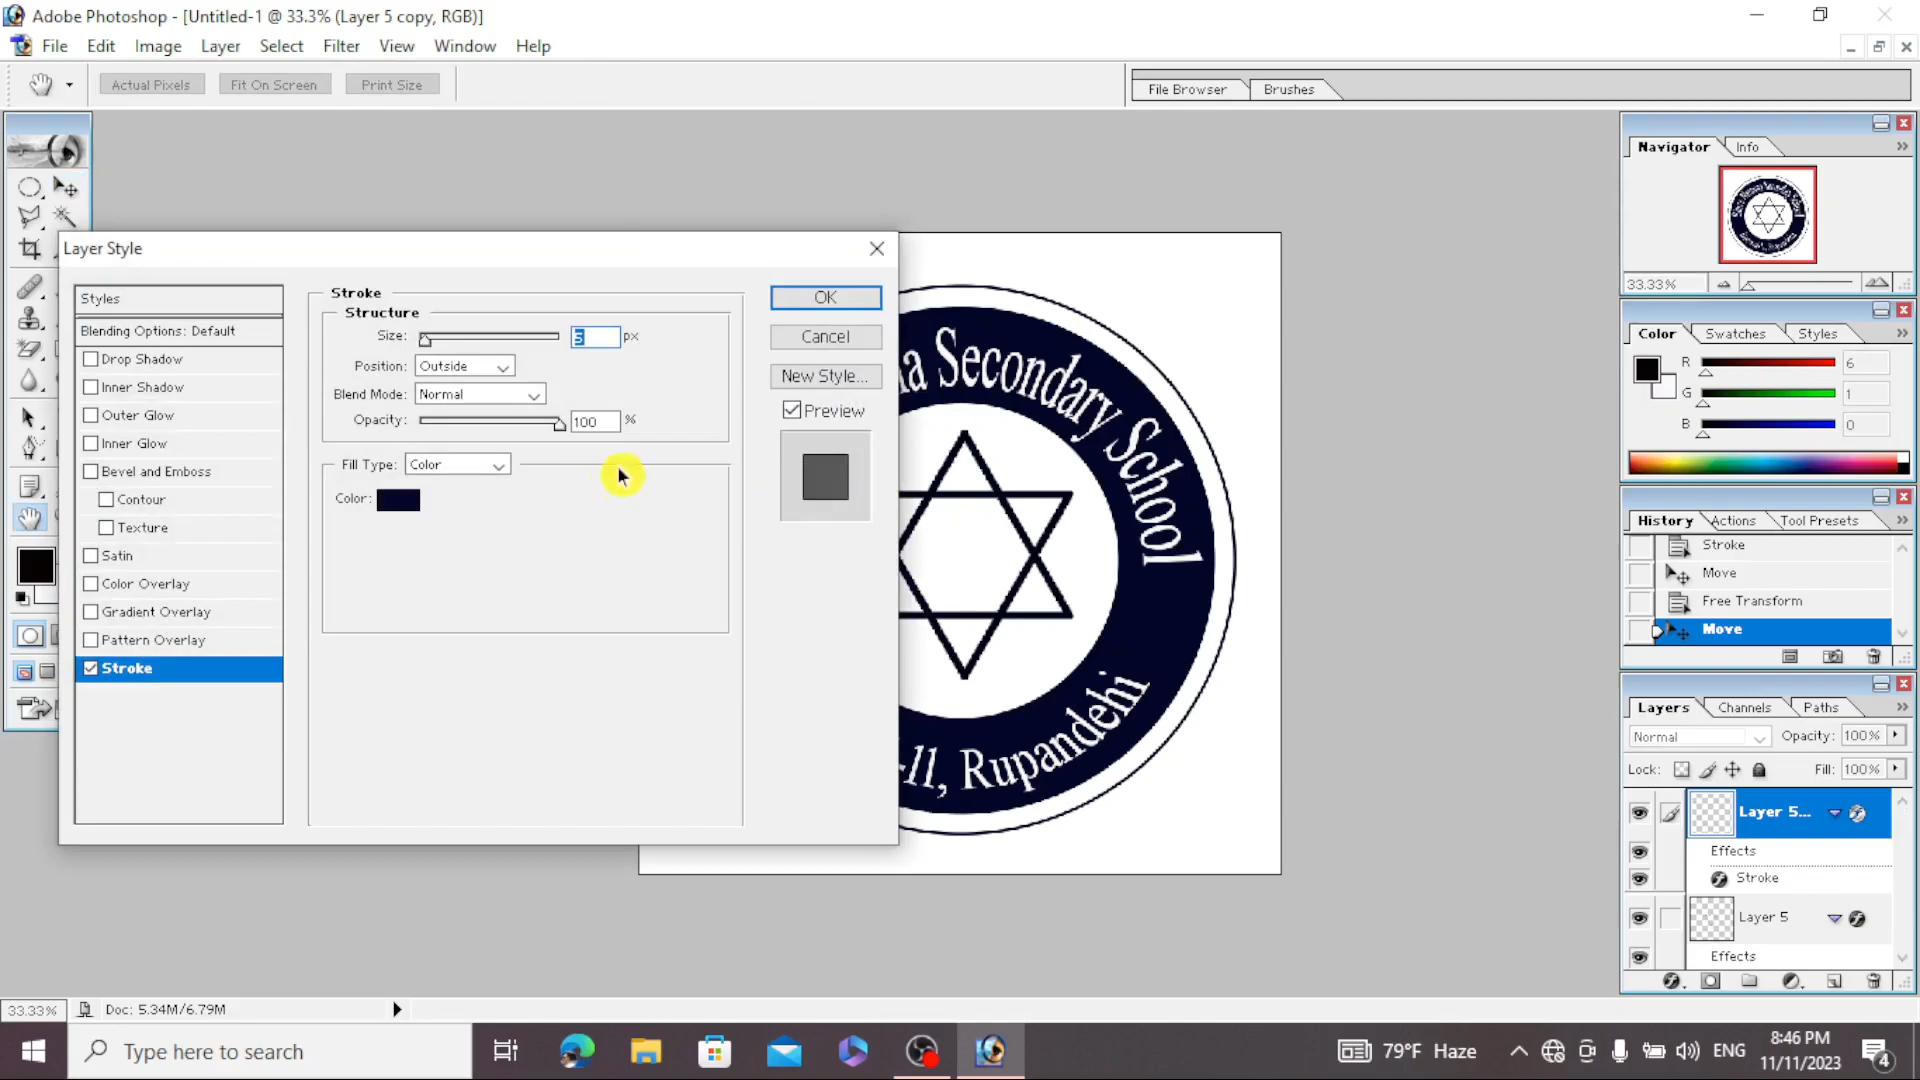 Adobe Photoshop - [Untitled-1 @ 33.3% (Layer 5 copy, RGB)]
File Edit Image Layer Select Filter View Window Help
Actual Pixels Fit On Screen Print Size
File Browser Brushes
Navigator Info
33.33%
Color Swatches Styles
R 6
G 1
B 0
History Actions Tool Presets
Stroke
Move
Free Transform
Move
Layers Channels Paths
Normal Opacity: 100%
Lock: Fill: 100%
Layer 5...
Effects
Stroke
Layer 5
Effects
Layer Style
Styles
Blending Options: Default
Drop Shadow
Inner Shadow
Outer Glow
Inner Glow
Bevel and Emboss
Contour
Texture
Satin
Color Overlay
Gradient Overlay
Pattern Overlay
Stroke
Stroke
Structure
Size: 5 px
Position: Outside
Blend Mode: Normal
Opacity: 100 %
Fill Type: Color
Color:
OK
Cancel
New Style...
Preview
Secondary School
-11, Rupandehi
33.33% Doc: 5.34M/6.79M
Type here to search
79°F Haze
ENG
8:46 PM
11/11/2023
4